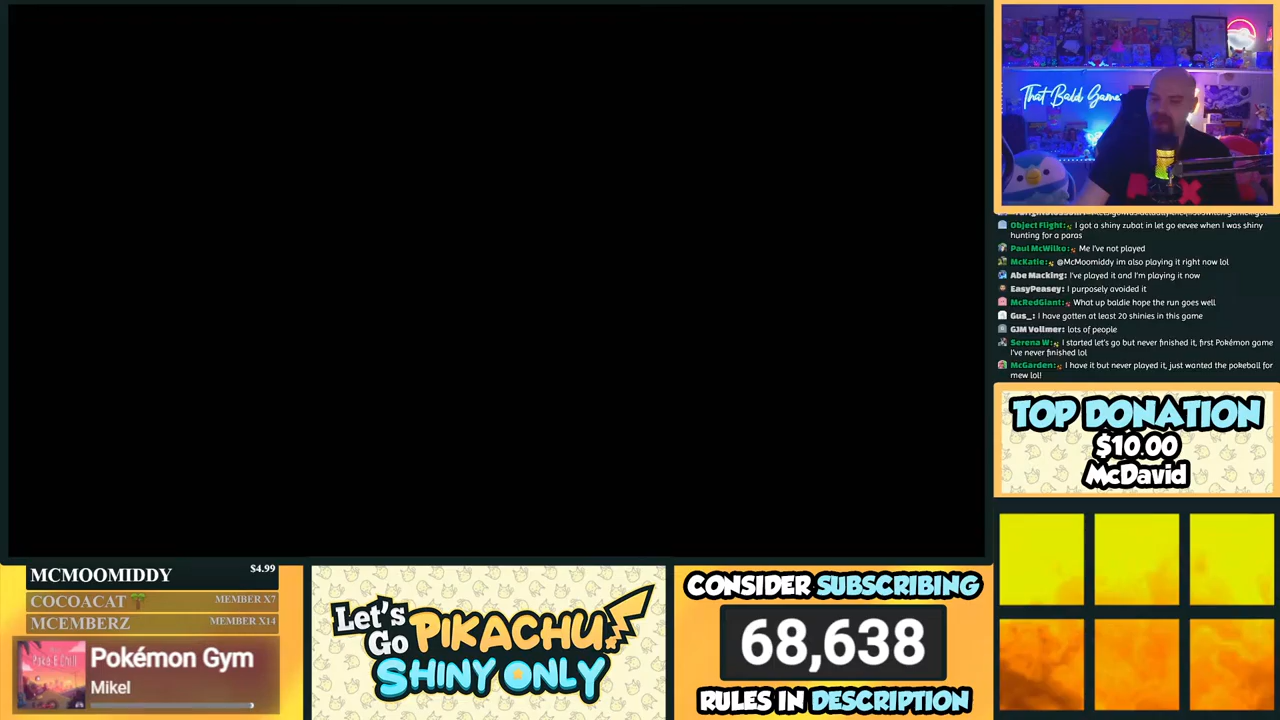 That Bald Game
Object Flight: I got a shiny zubat in let go eevee when I was shiny
hunting for a paras
Paul McWilko: Me I've not played
McKatie: @McMoomiddy im also playing it right now lol
Abe Macking: I've played it and I'm playing it now
EasyPeasey: I purposely avoided it
McRedGiant: What up baldie hope the run goes well
Gus_: I have gotten at least 20 shinies in this game
GJM Vollmer: lots of people
Serena W: I started let's go but never finished it, first Pokémon game
I've never finished lol
McGarden: I have it but never played it, just wanted the pokeball for
mew lol!
TOP DONATION
$10.00
McDavid
MCMOOMIDDY $4.99
COCOACAT🌴 MEMBER X7
MCEMBERZ MEMBER X14
Pokémon Gym
Mikel
Let's
Go PIKACHU
SHINY ONLY
CONSIDER SUBSCRIBING
68,638
RULES IN DESCRIPTION